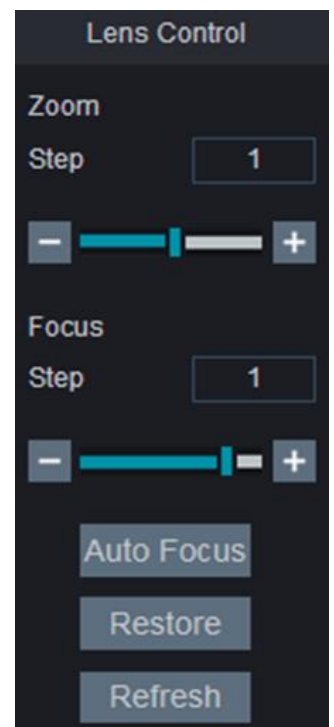 Lens Control
Zoom
Step 1
- +
Focus
Step 1
- +
Auto Focus
Restore
Refresh